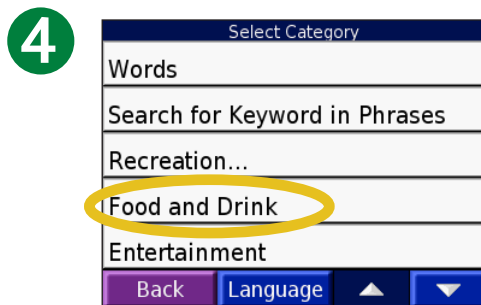 4
Select Category
Words
Search for Keyword in Phrases
Recreation...
Food and Drink
Entertainment
Back Language